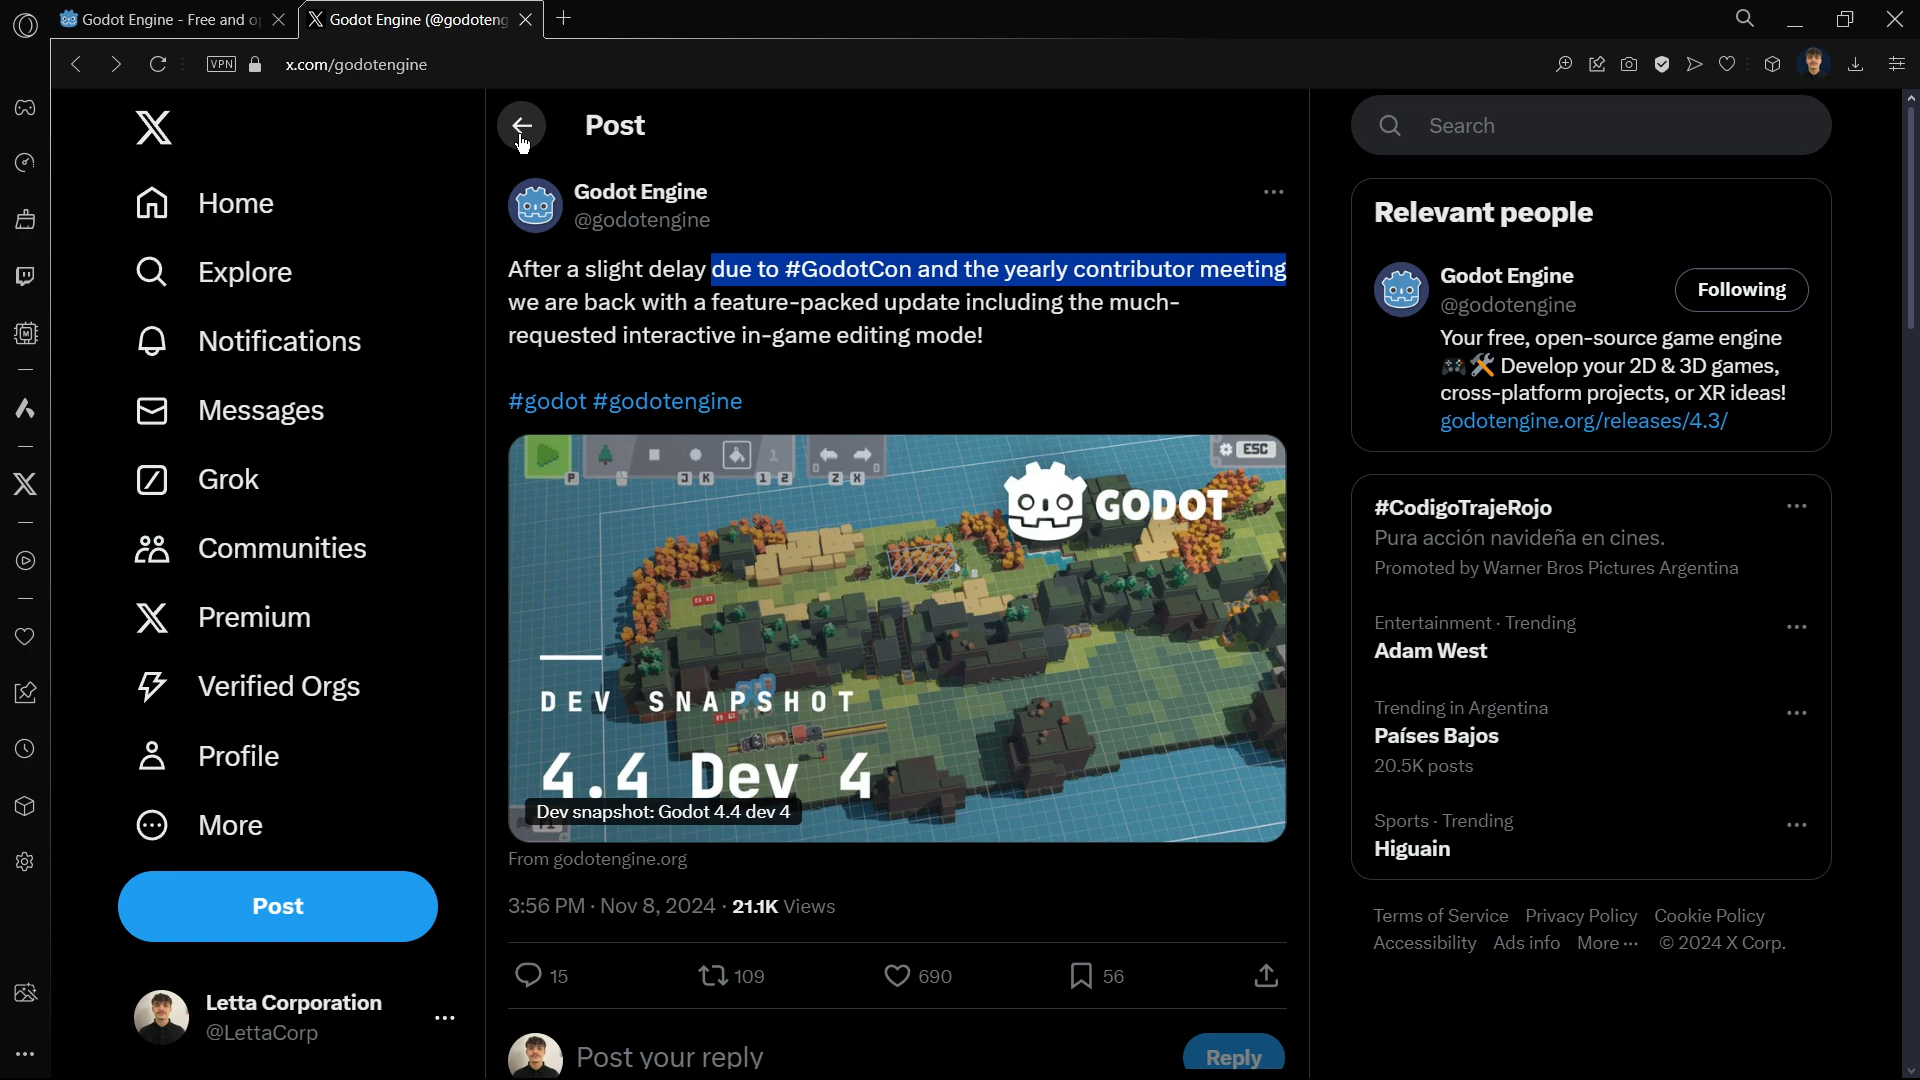 Godot Engine - Free and o
Godot Engine (@godoteng
VPN
x.com/godotengine
Home
Explore
Notifications
Messages
Grok
Communities
Premium
Verified Orgs
Profile
More
Post
Letta Corporation
@LettaCorp
Post
Godot Engine
@godotengine
After a slight delay due to #GodotCon and the yearly contributor meeting
we are back with a feature-packed update including the much-
requested interactive in-game editing mode!
#godot #godotengine
P
J K
1
1 2
0
Z X
0
ESC
GODOT
DEV SNAPSHOT
4.4 Dev 4
Dev snapshot: Godot 4.4 dev 4
From godotengine.org
3:56 PM · Nov 8, 2024 · 21.1K Views
15
109
690
56
Post your reply
Reply
Search
Relevant people
Godot Engine
@godotengine
Following
Your free, open-source game engine
🎮🛠️ Develop your 2D & 3D games,
cross-platform projects, or XR ideas!
godotengine.org/releases/4.3/
#CodigoTrajeRojo
Pura acción navideña en cines.
Promoted by Warner Bros Pictures Argentina
Entertainment · Trending
Adam West
Trending in Argentina
Países Bajos
20.5K posts
Sports · Trending
Higuain
Terms of Service Privacy Policy Cookie Policy
Accessibility Ads info More ··· © 2024 X Corp.